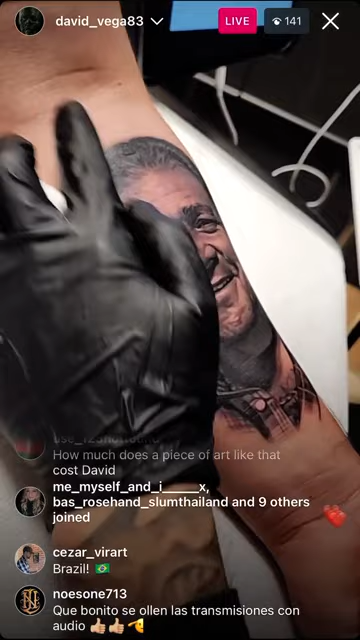 david_vega83
LIVE
141
How much does a piece of art like that
cost David
me_myself_and_i_____x,
bas_rosehand_slumthailand and 9 others
joined
cezar_virart
Brazil! 🇧🇷
noesone713
Que bonito se ollen las transmisiones con
audio 👍🏼👍🏼🫡